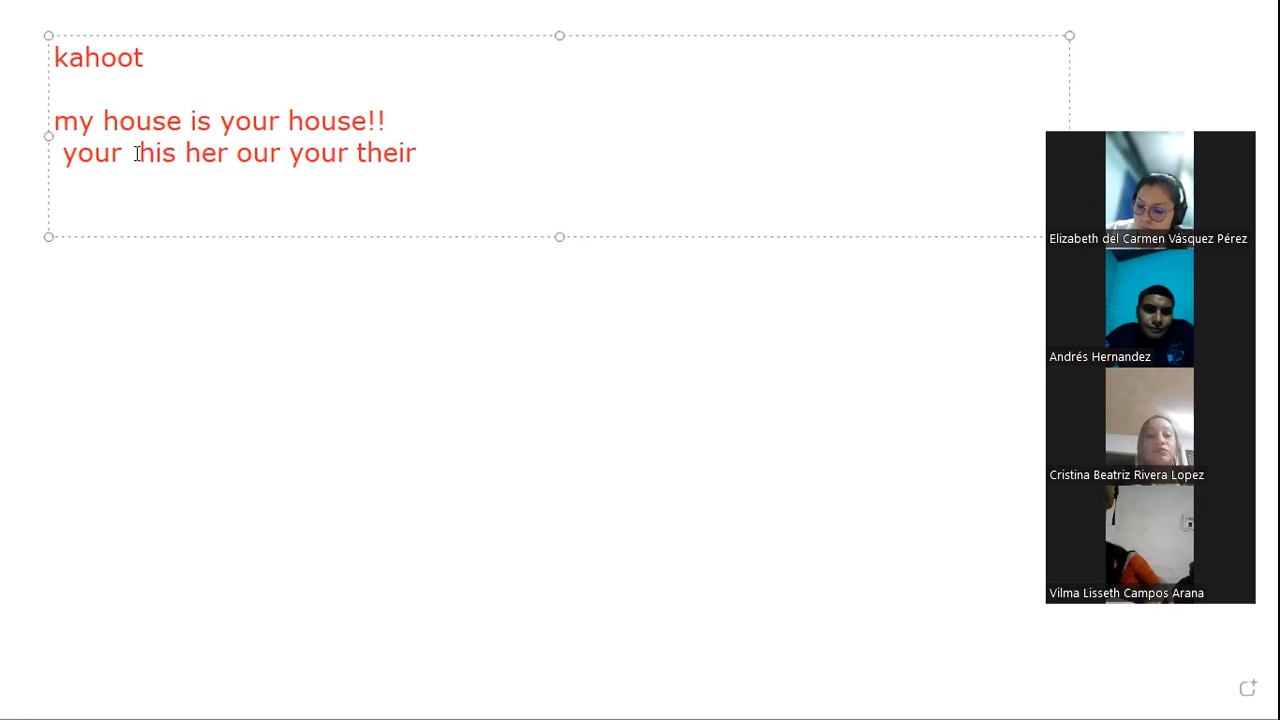 kahoot
my house is your house!!
your his her our your their
Elizabeth del Carmen Vásquez Pérez
Andrés Hernandez
Cristina Beatriz Rivera Lopez
Vilma Lisseth Campos Arana